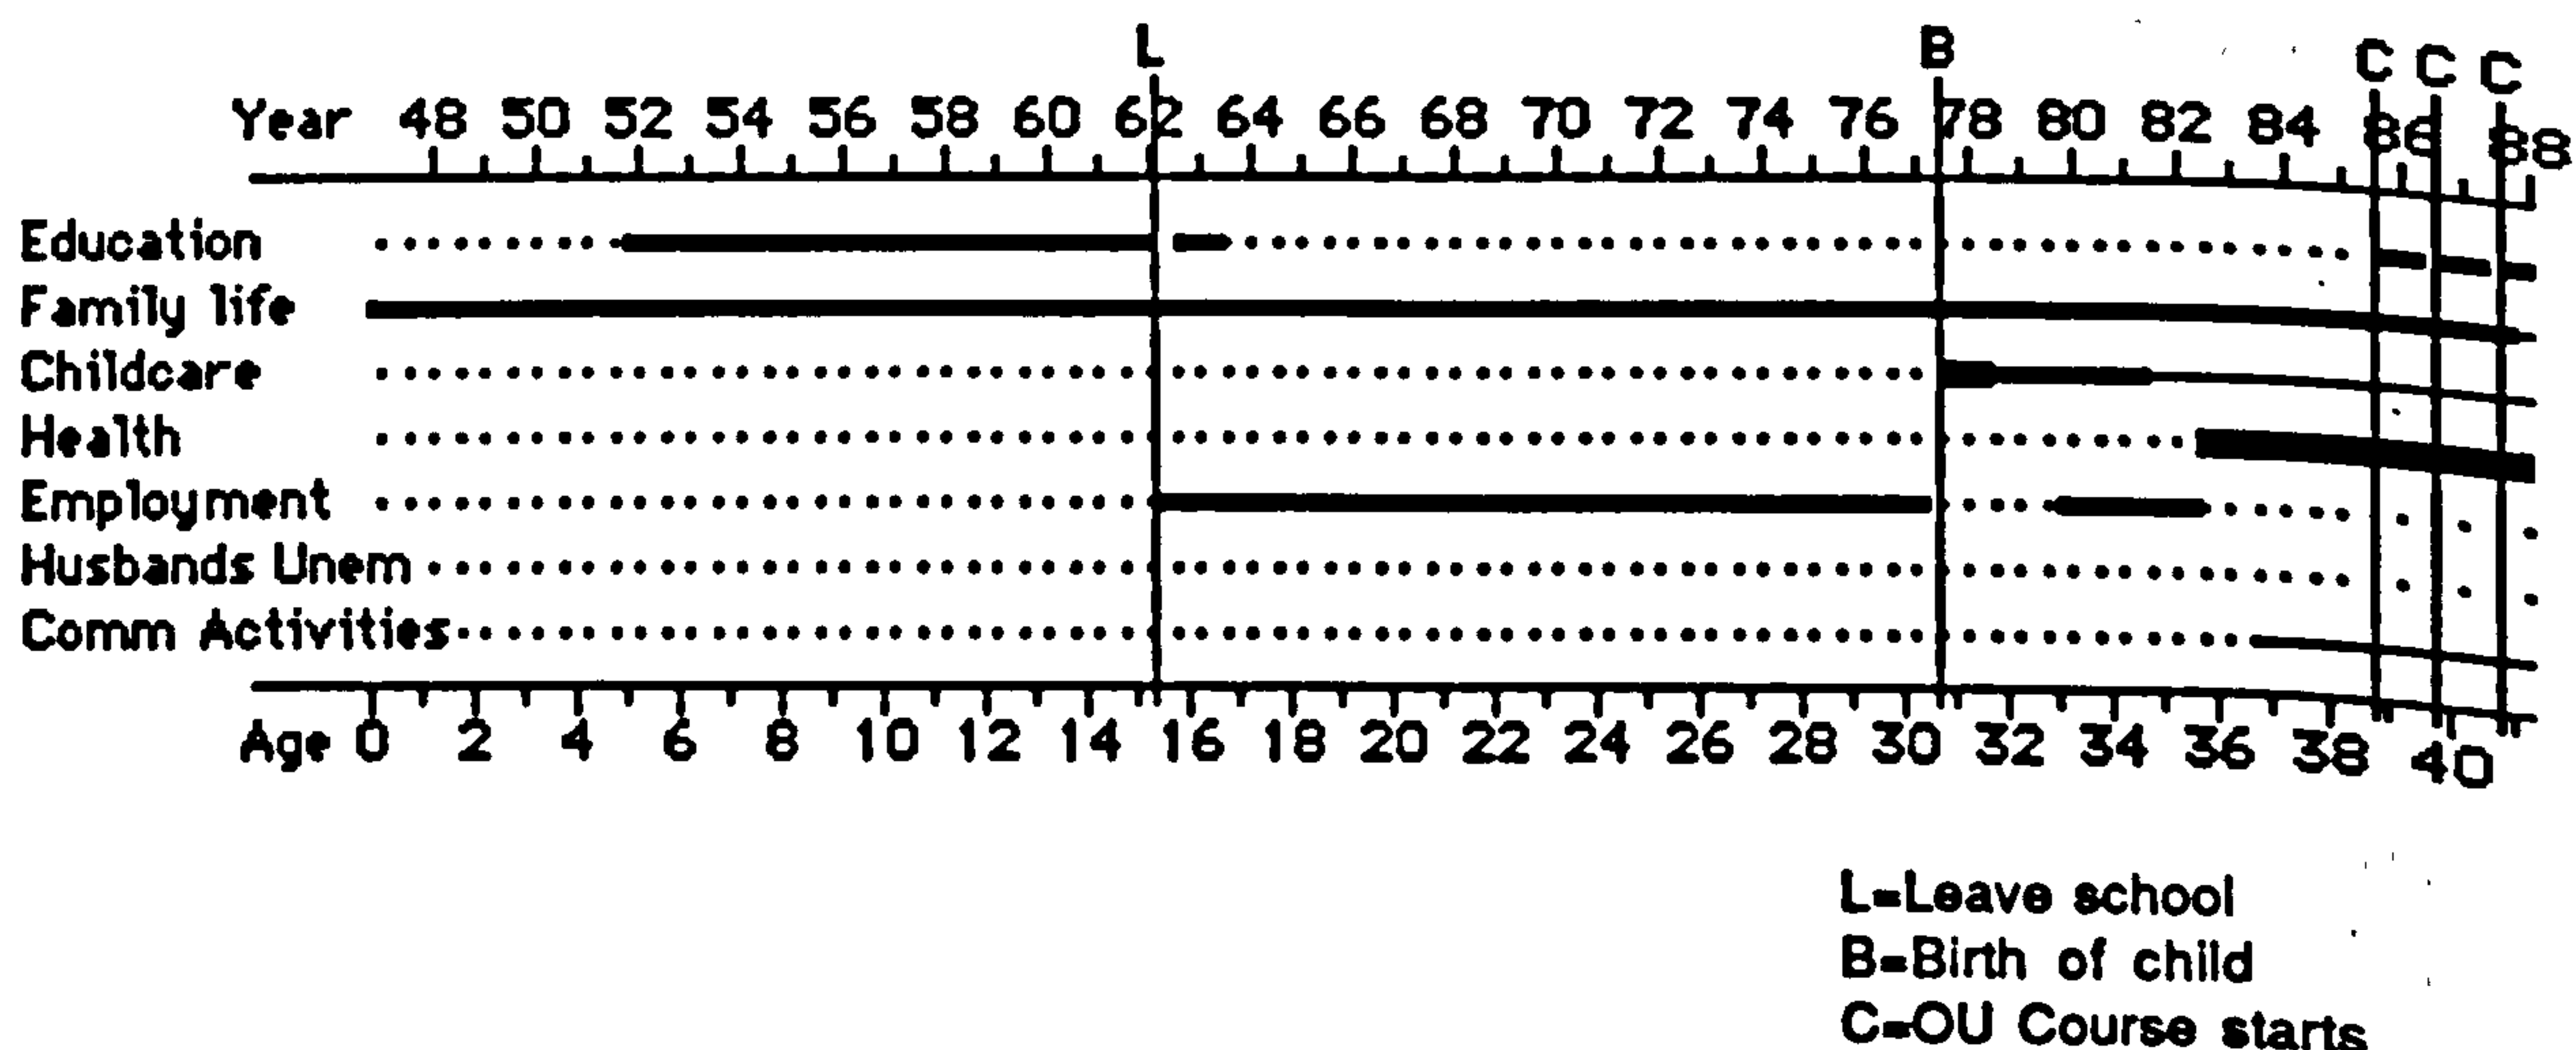 L B C C C
Year 48 50 52 54 56 58 60 62 64 66 68 70 72 74 76 78 80 82 84 86 88
Education
Family life
Childcare
Health
Employment
Husbands Unem
Comm Activities
Age 0 2 4 6 8 10 12 14 16 18 20 22 24 26 28 30 32 34 36 38 40
L=Leave school
B=Birth of child
C=OU Course starts